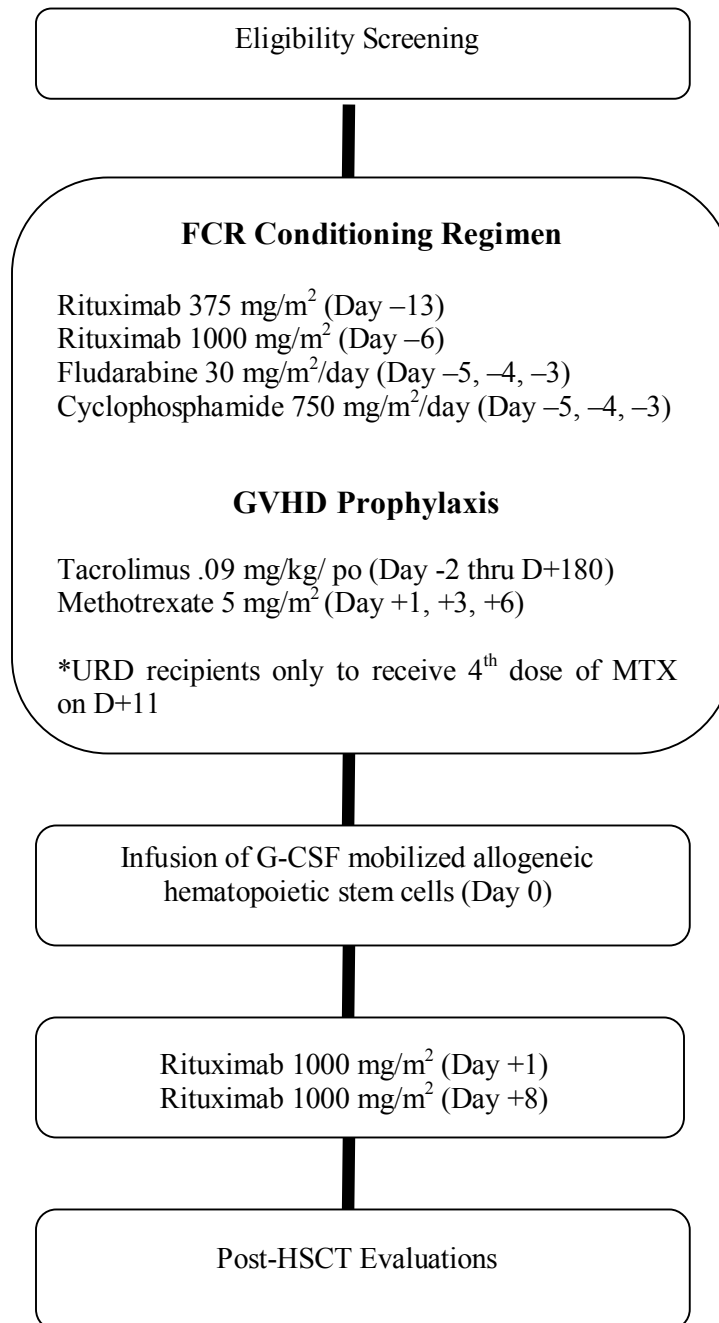 Eligibility Screening
FCR Conditioning Regimen
Rituximab 375 mg/m² (Day –13)
Rituximab 1000 mg/m² (Day –6)
Fludarabine 30 mg/m²/day (Day –5, –4, –3)
Cyclophosphamide 750 mg/m²/day (Day –5, –4, –3)
GVHD Prophylaxis
Tacrolimus .09 mg/kg/ po (Day -2 thru D+180)
Methotrexate 5 mg/m² (Day +1, +3, +6)
*URD recipients only to receive 4th dose of MTX
on D+11
Infusion of G-CSF mobilized allogeneic
hematopoietic stem cells (Day 0)
Rituximab 1000 mg/m² (Day +1)
Rituximab 1000 mg/m² (Day +8)
Post-HSCT Evaluations